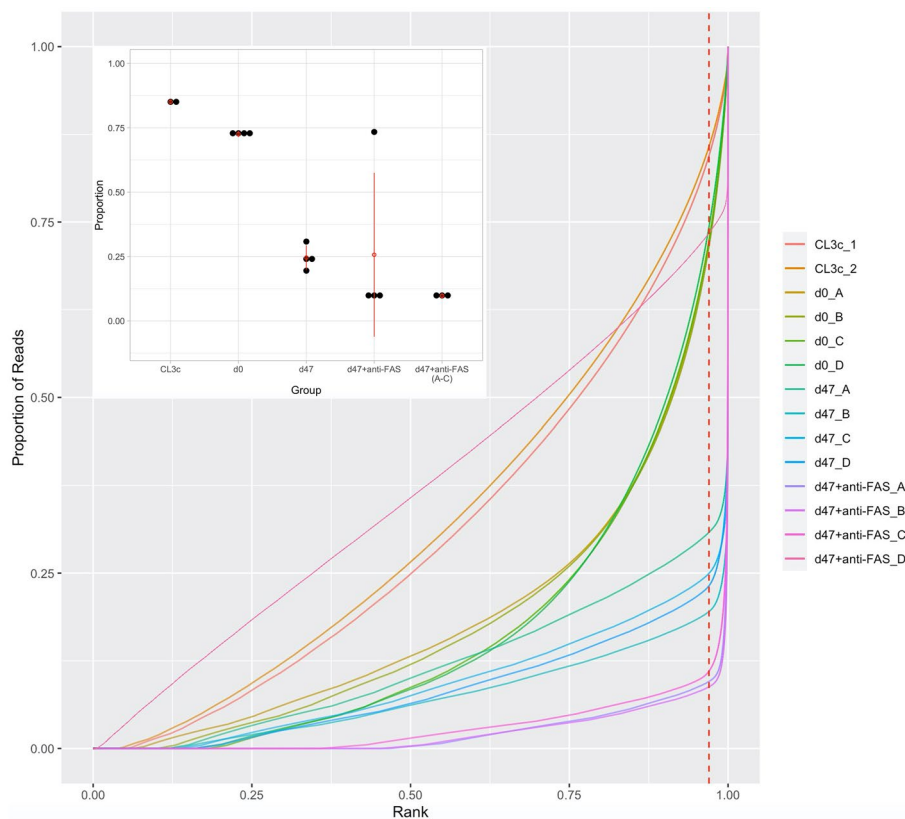 1.00
0.75
0.50
0.25
0.00
Proportion of Reads
0.00
0.25
0.50
0.75
1.00
Rank
1.00
0.75
0.50
0.25
0.00
Proportion
CL3c
d0
d47
d47+anti-FAS
d47+anti-FAS
(A-C)
Group
CL3c_1
CL3c_2
d0_A
d0_B
d0_C
d0_D
d47_A
d47_B
d47_C
d47_D
d47+anti-FAS_A
d47+anti-FAS_B
d47+anti-FAS_C
d47+anti-FAS_D